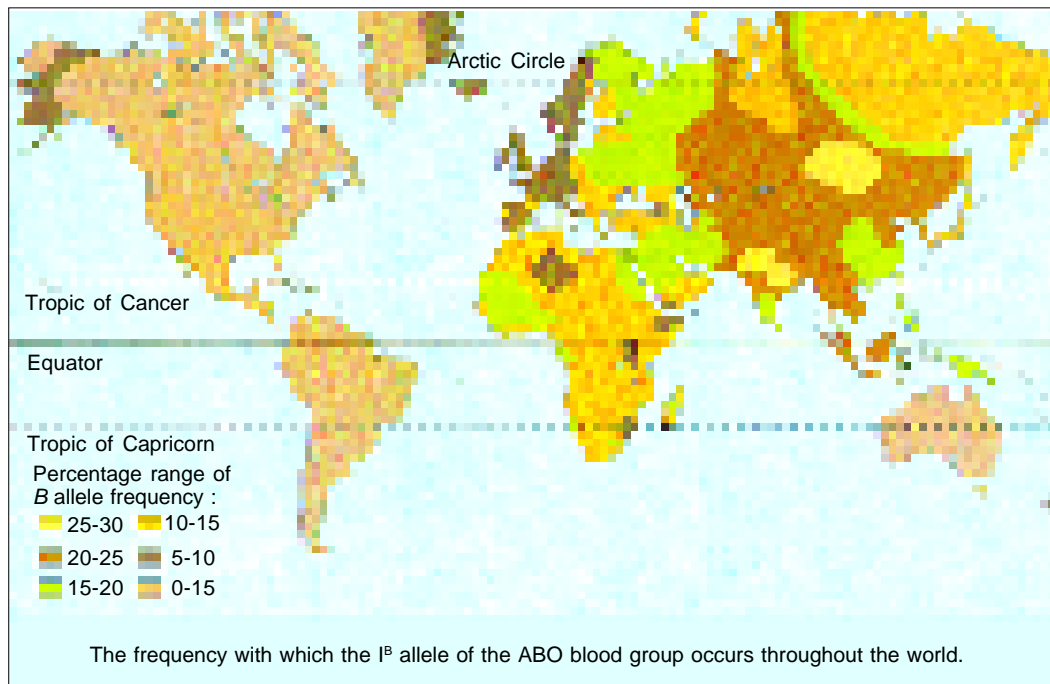 Arctic Circle
Tropic of Cancer
Equator
Tropic of Capricorn
Percentage range of
B allele frequency :
25-30 10-15
20-25 5-10
15-20 0-15
The frequency with which the Iᴮ allele of the ABO blood group occurs throughout the world.